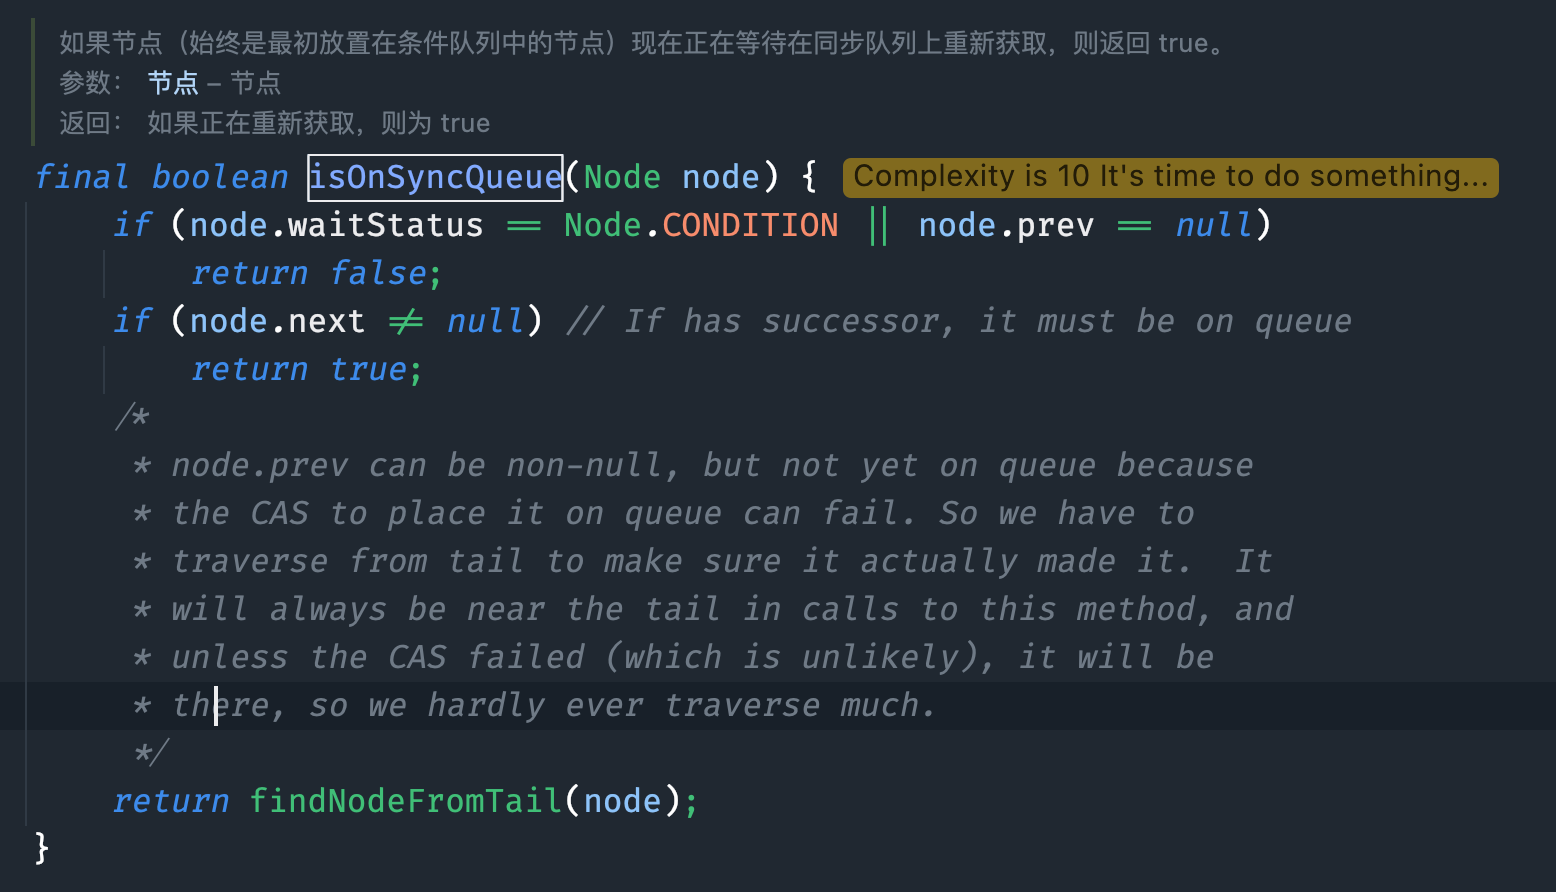 如果节点（始终是最初放置在条件队列中的节点）现在正在等待在同步队列上重新获取，则返回 true。
参数： 节点 – 节点
返回： 如果正在重新获取，则为 true
final boolean isOnSyncQueue(Node node) { Complexity is 10 It's time to do something...
if (node.waitStatus == Node.CONDITION || node.prev == null)
return false;
if (node.next != null) // If has successor, it must be on queue
return true;
/*
* node.prev can be non-null, but not yet on queue because
* the CAS to place it on queue can fail. So we have to
* traverse from tail to make sure it actually made it.  It
* will always be near the tail in calls to this method, and
* unless the CAS failed (which is unlikely), it will be
* there, so we hardly ever traverse much.
*/
return findNodeFromTail(node);
}